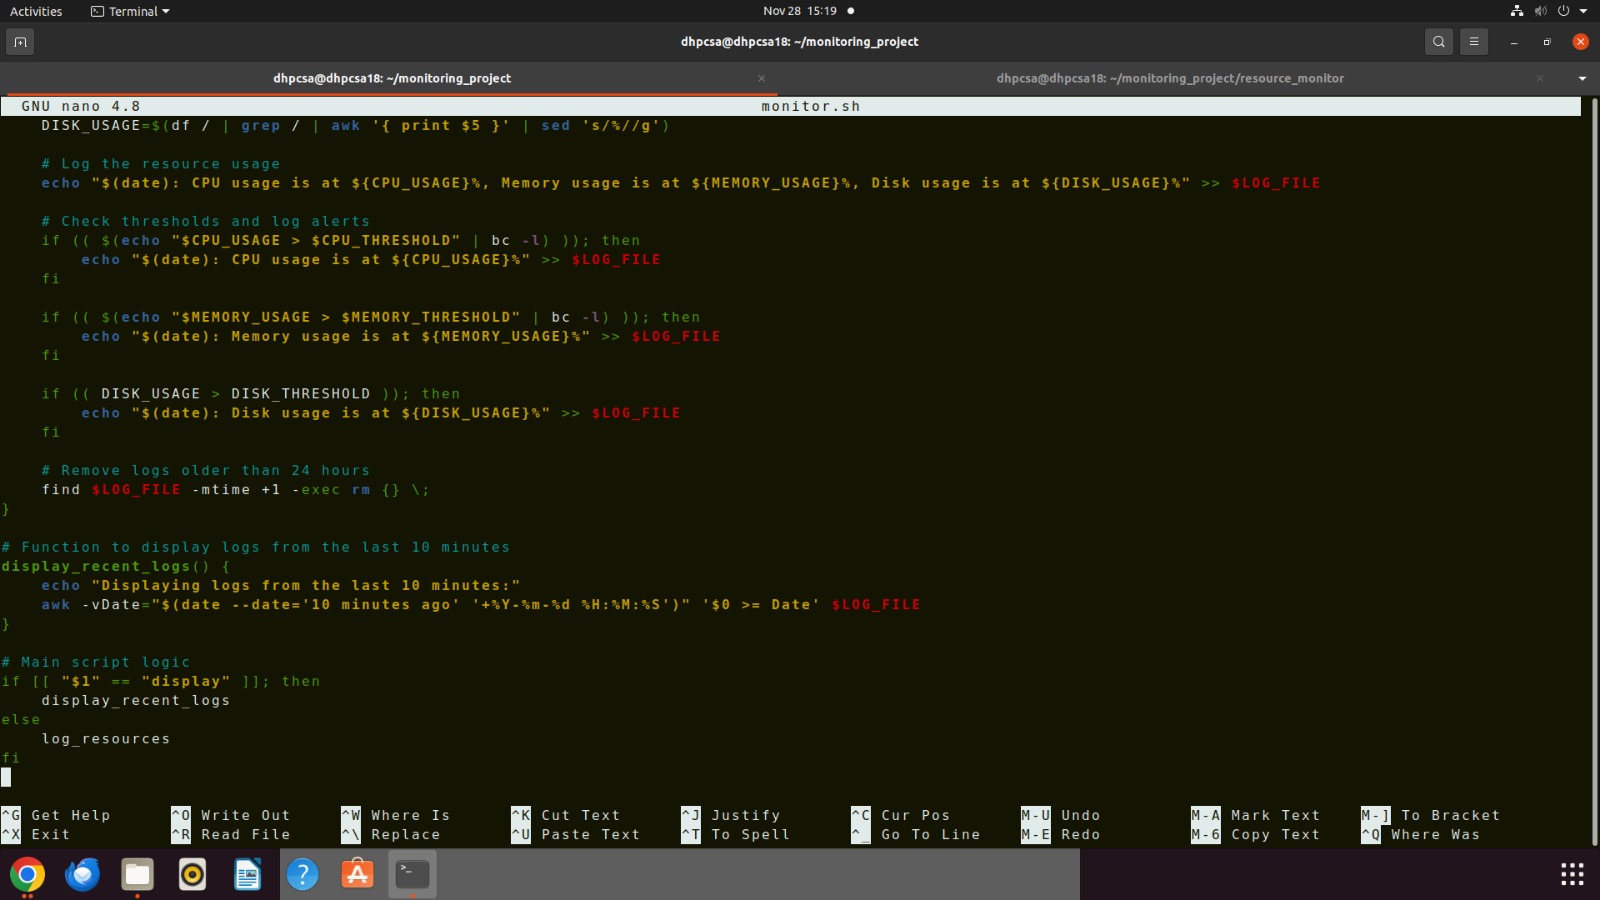 Activities Terminal Nov 28 15:19
dhpcsa@dhpcsa18: ~/monitoring_project
dhpcsa@dhpcsa18: ~/monitoring_project dhpcsa@dhpcsa18: ~/monitoring_project/resource_monitor
GNU nano 4.8 monitor.sh
    DISK_USAGE=$(df / | grep / | awk '{ print $5 }' | sed 's/%//g')
    # Log the resource usage
    echo "$(date): CPU usage is at ${CPU_USAGE}%, Memory usage is at ${MEMORY_USAGE}%, Disk usage is at ${DISK_USAGE}%" >> $LOG_FILE
    # Check thresholds and log alerts
    if (( $(echo "$CPU_USAGE > $CPU_THRESHOLD" | bc -l) )); then
        echo "$(date): CPU usage is at ${CPU_USAGE}%" >> $LOG_FILE
    fi
    if (( $(echo "$MEMORY_USAGE > $MEMORY_THRESHOLD" | bc -l) )); then
        echo "$(date): Memory usage is at ${MEMORY_USAGE}%" >> $LOG_FILE
    fi
    if (( DISK_USAGE > DISK_THRESHOLD )); then
        echo "$(date): Disk usage is at ${DISK_USAGE}%" >> $LOG_FILE
    fi
    # Remove logs older than 24 hours
    find $LOG_FILE -mtime +1 -exec rm {} \;
}
# Function to display logs from the last 10 minutes
display_recent_logs() {
    echo "Displaying logs from the last 10 minutes:"
    awk -vDate="$(date --date='10 minutes ago' '+%Y-%m-%d %H:%M:%S')" '$0 >= Date' $LOG_FILE
}
# Main script logic
if [[ "$1" == "display" ]]; then
    display_recent_logs
else
    log_resources
fi
^G Get Help ^O Write Out ^W Where Is ^K Cut Text ^J Justify ^C Cur Pos M-U Undo M-A Mark Text M-] To Bracket
^X Exit ^R Read File ^\ Replace ^U Paste Text ^T To Spell ^_ Go To Line M-E Redo M-6 Copy Text ^Q Where Was